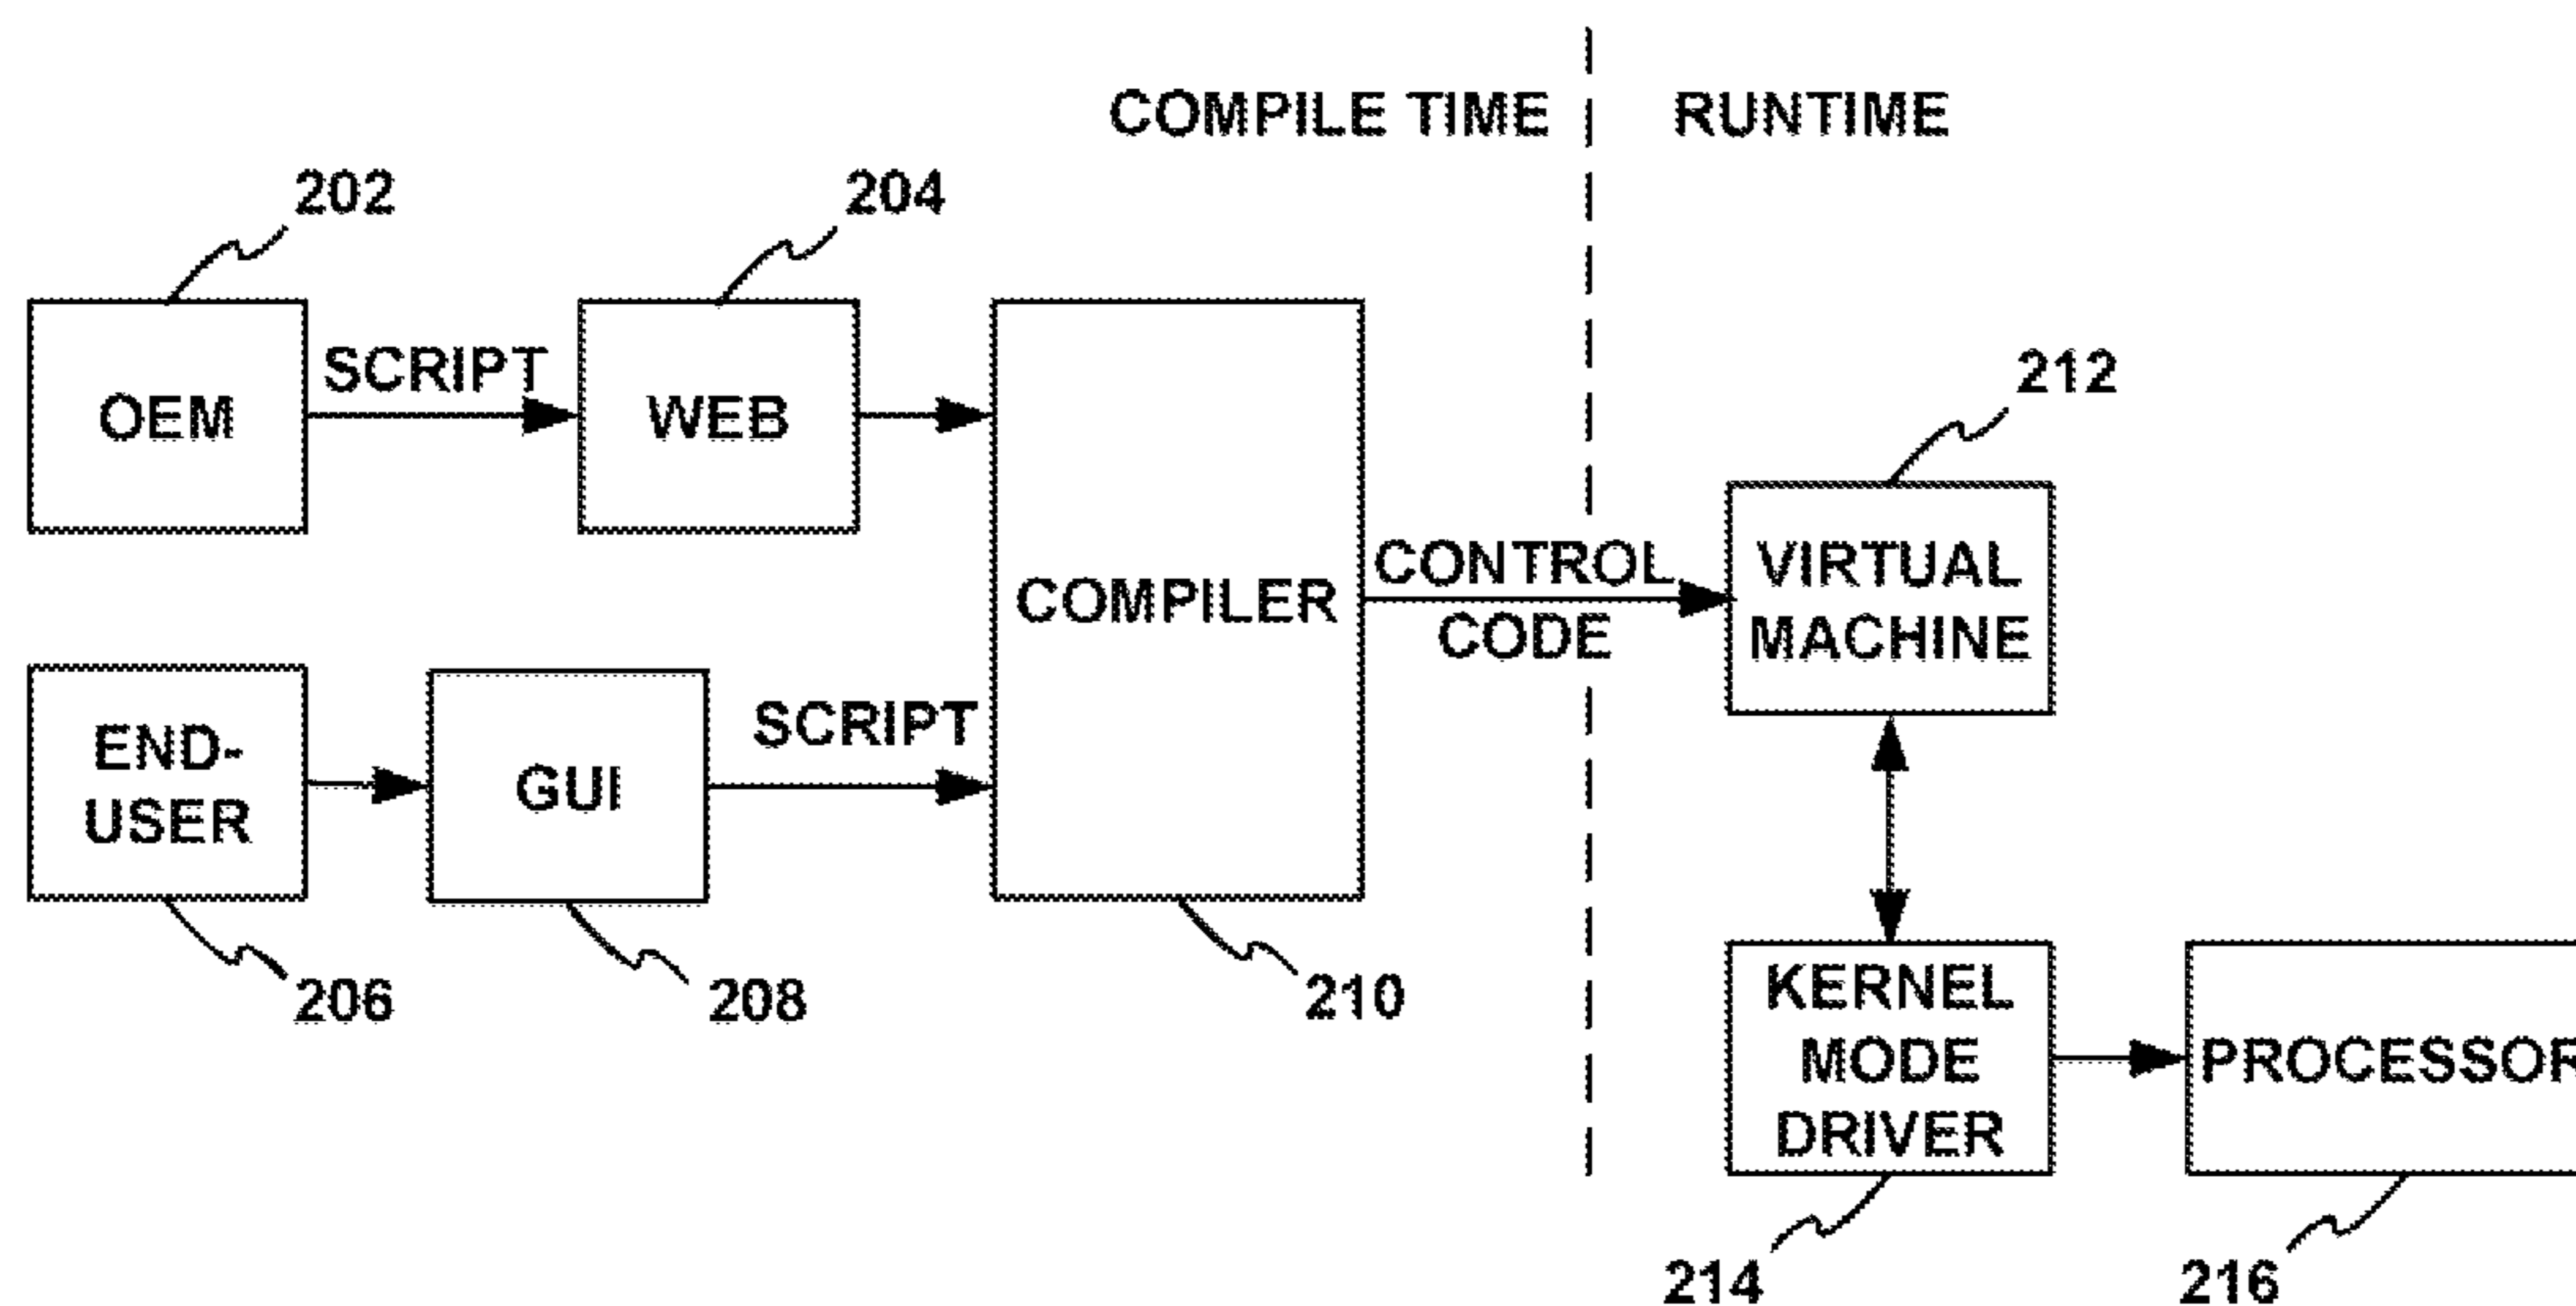 COMPILE TIME
RUNTIME
202
204
OEM
SCRIPT
WEB
212
COMPILER
CONTROL
CODE
VIRTUAL
MACHINE
END-
USER
GUI
SCRIPT
206
208
210
KERNEL
MODE
DRIVER
PROCESSOR
214
216